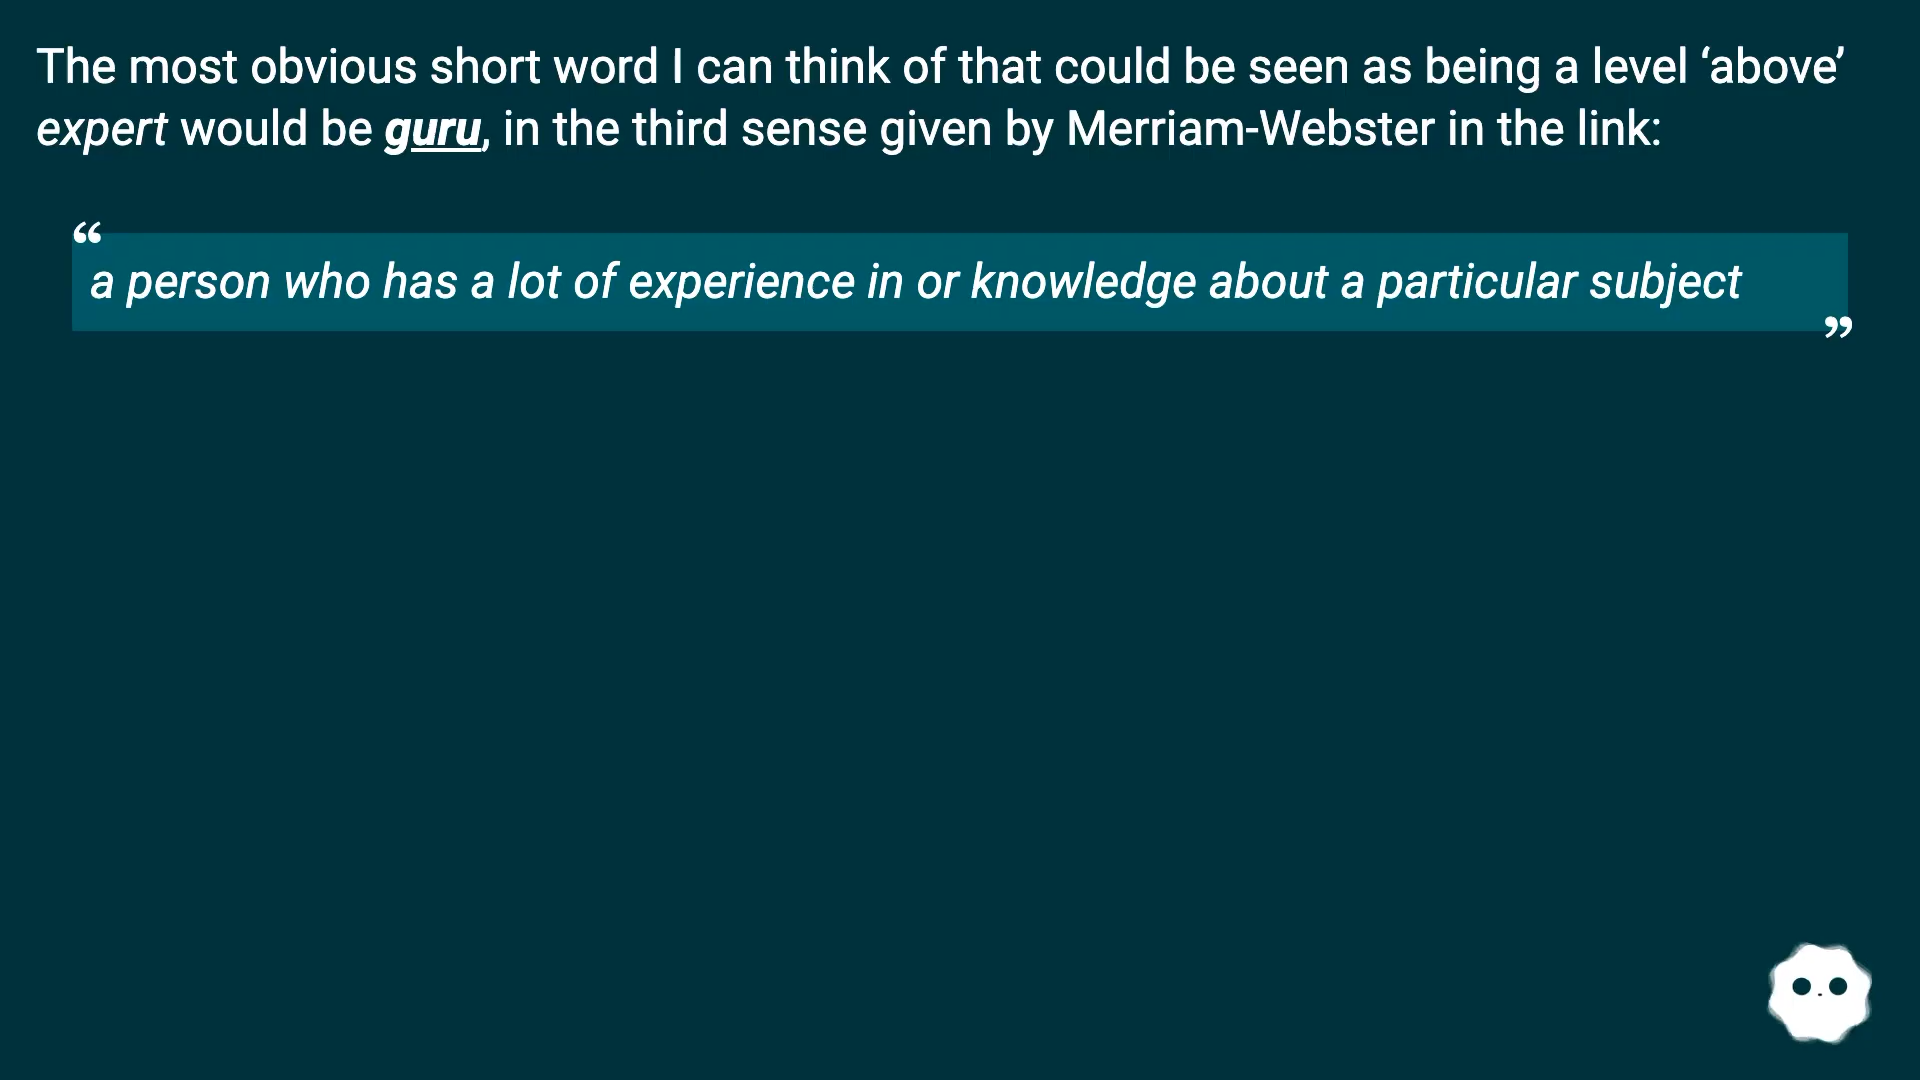 The most obvious short word I can think of that could be seen as being a level ‘above’
expert would be guru, in the third sense given by Merriam-Webster in the link:
“
a person who has a lot of experience in or knowledge about a particular subject
”